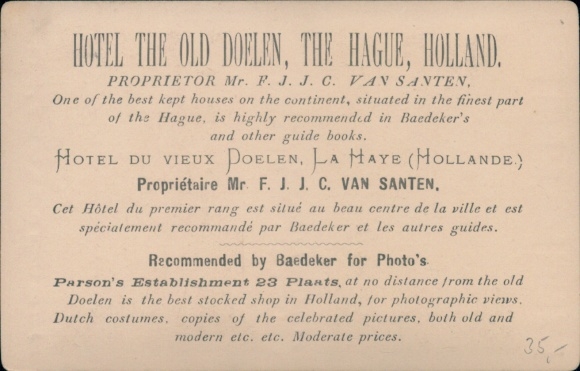 HOTEL THE OLD DOELEN, THE HAGUE, HOLLAND.
PROPRIETOR Mr. F. J. J. C. VAN SANTEN,
One of the best kept houses on the continent, situated in the finest part
of the Hague, is highly recommended in Baedeker's
and other guide books.
HOTEL DU VIEUX DOELEN, LA HAYE (HOLLANDE.)
Propriétaire Mr. F. J. J. C. VAN SANTEN,
Cet Hôtel du premier rang est situé au beau centre de la ville et est
spécialement recommandé par Baedeker et les autres guides.
Recommended by Baedeker for Photo's.
Parson's Establishment 23 Plaats, at no distance from the old
Doelen is the best stocked shop in Holland, for photographic views.
Dutch costumes, copies of the celebrated pictures, both old and
modern etc. etc. Moderate prices.
35,-